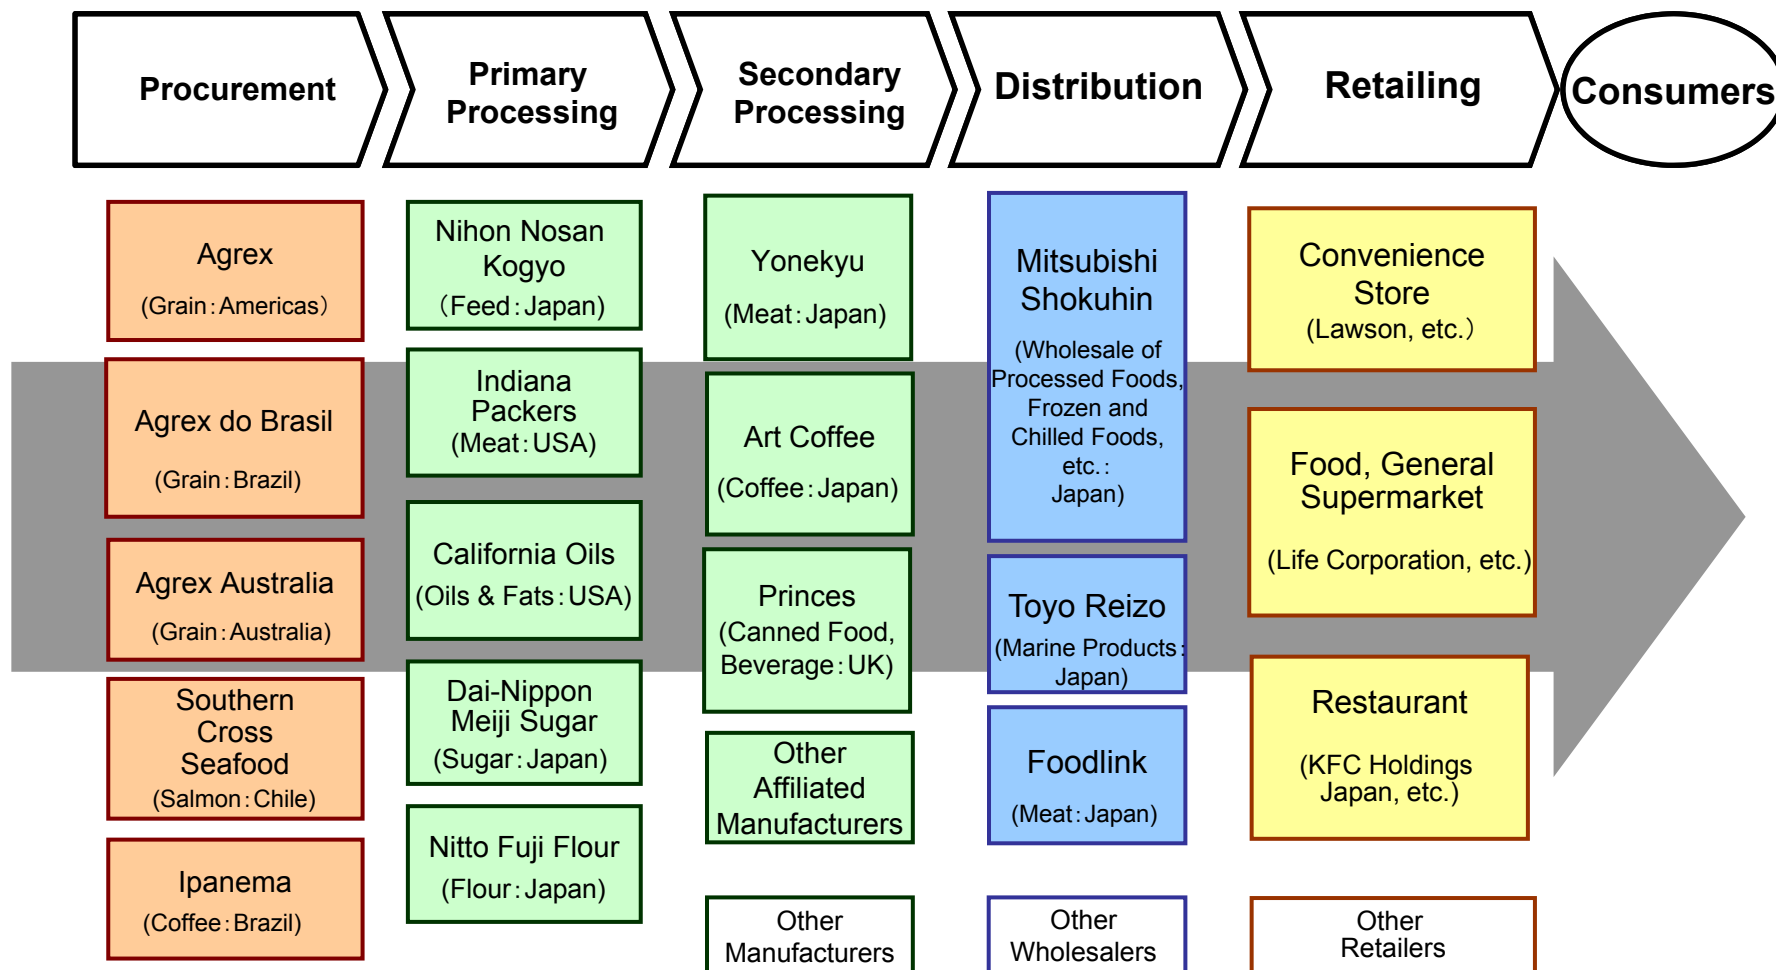 Procurement
Primary
Processing
Secondary
Processing
Distribution
Retailing
Consumers
Agrex
(Grain：Americas）
Agrex do Brasil
(Grain：Brazil)
Agrex Australia
(Grain：Australia)
Southern
Cross
Seafood
(Salmon：Chile)
Ipanema
(Coffee：Brazil)
Nihon Nosan
Kogyo
（Feed：Japan)
Indiana
Packers
(Meat：USA)
California Oils
(Oils & Fats：USA)
Dai-Nippon
Meiji Sugar
(Sugar：Japan)
Nitto Fuji Flour
(Flour：Japan)
Yonekyu
(Meat：Japan)
Art Coffee
(Coffee：Japan)
Princes
(Canned Food,
Beverage：UK)
Other
Affiliated
Manufacturers
Other
Manufacturers
Mitsubishi
Shokuhin
(Wholesale of
Processed Foods,
Frozen and
Chilled Foods,
etc.：
Japan)
Toyo Reizo
(Marine Products：
Japan)
Foodlink
(Meat：Japan)
Other
Wholesalers
Convenience
Store
(Lawson, etc.）
Food, General
Supermarket
(Life Corporation, etc.)
Restaurant
(KFC Holdings
Japan, etc.)
Other
Retailers